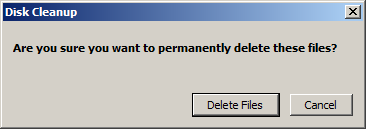 Disk Cleanup
Are you sure you want to permanently delete these files?
Delete Files
Cancel